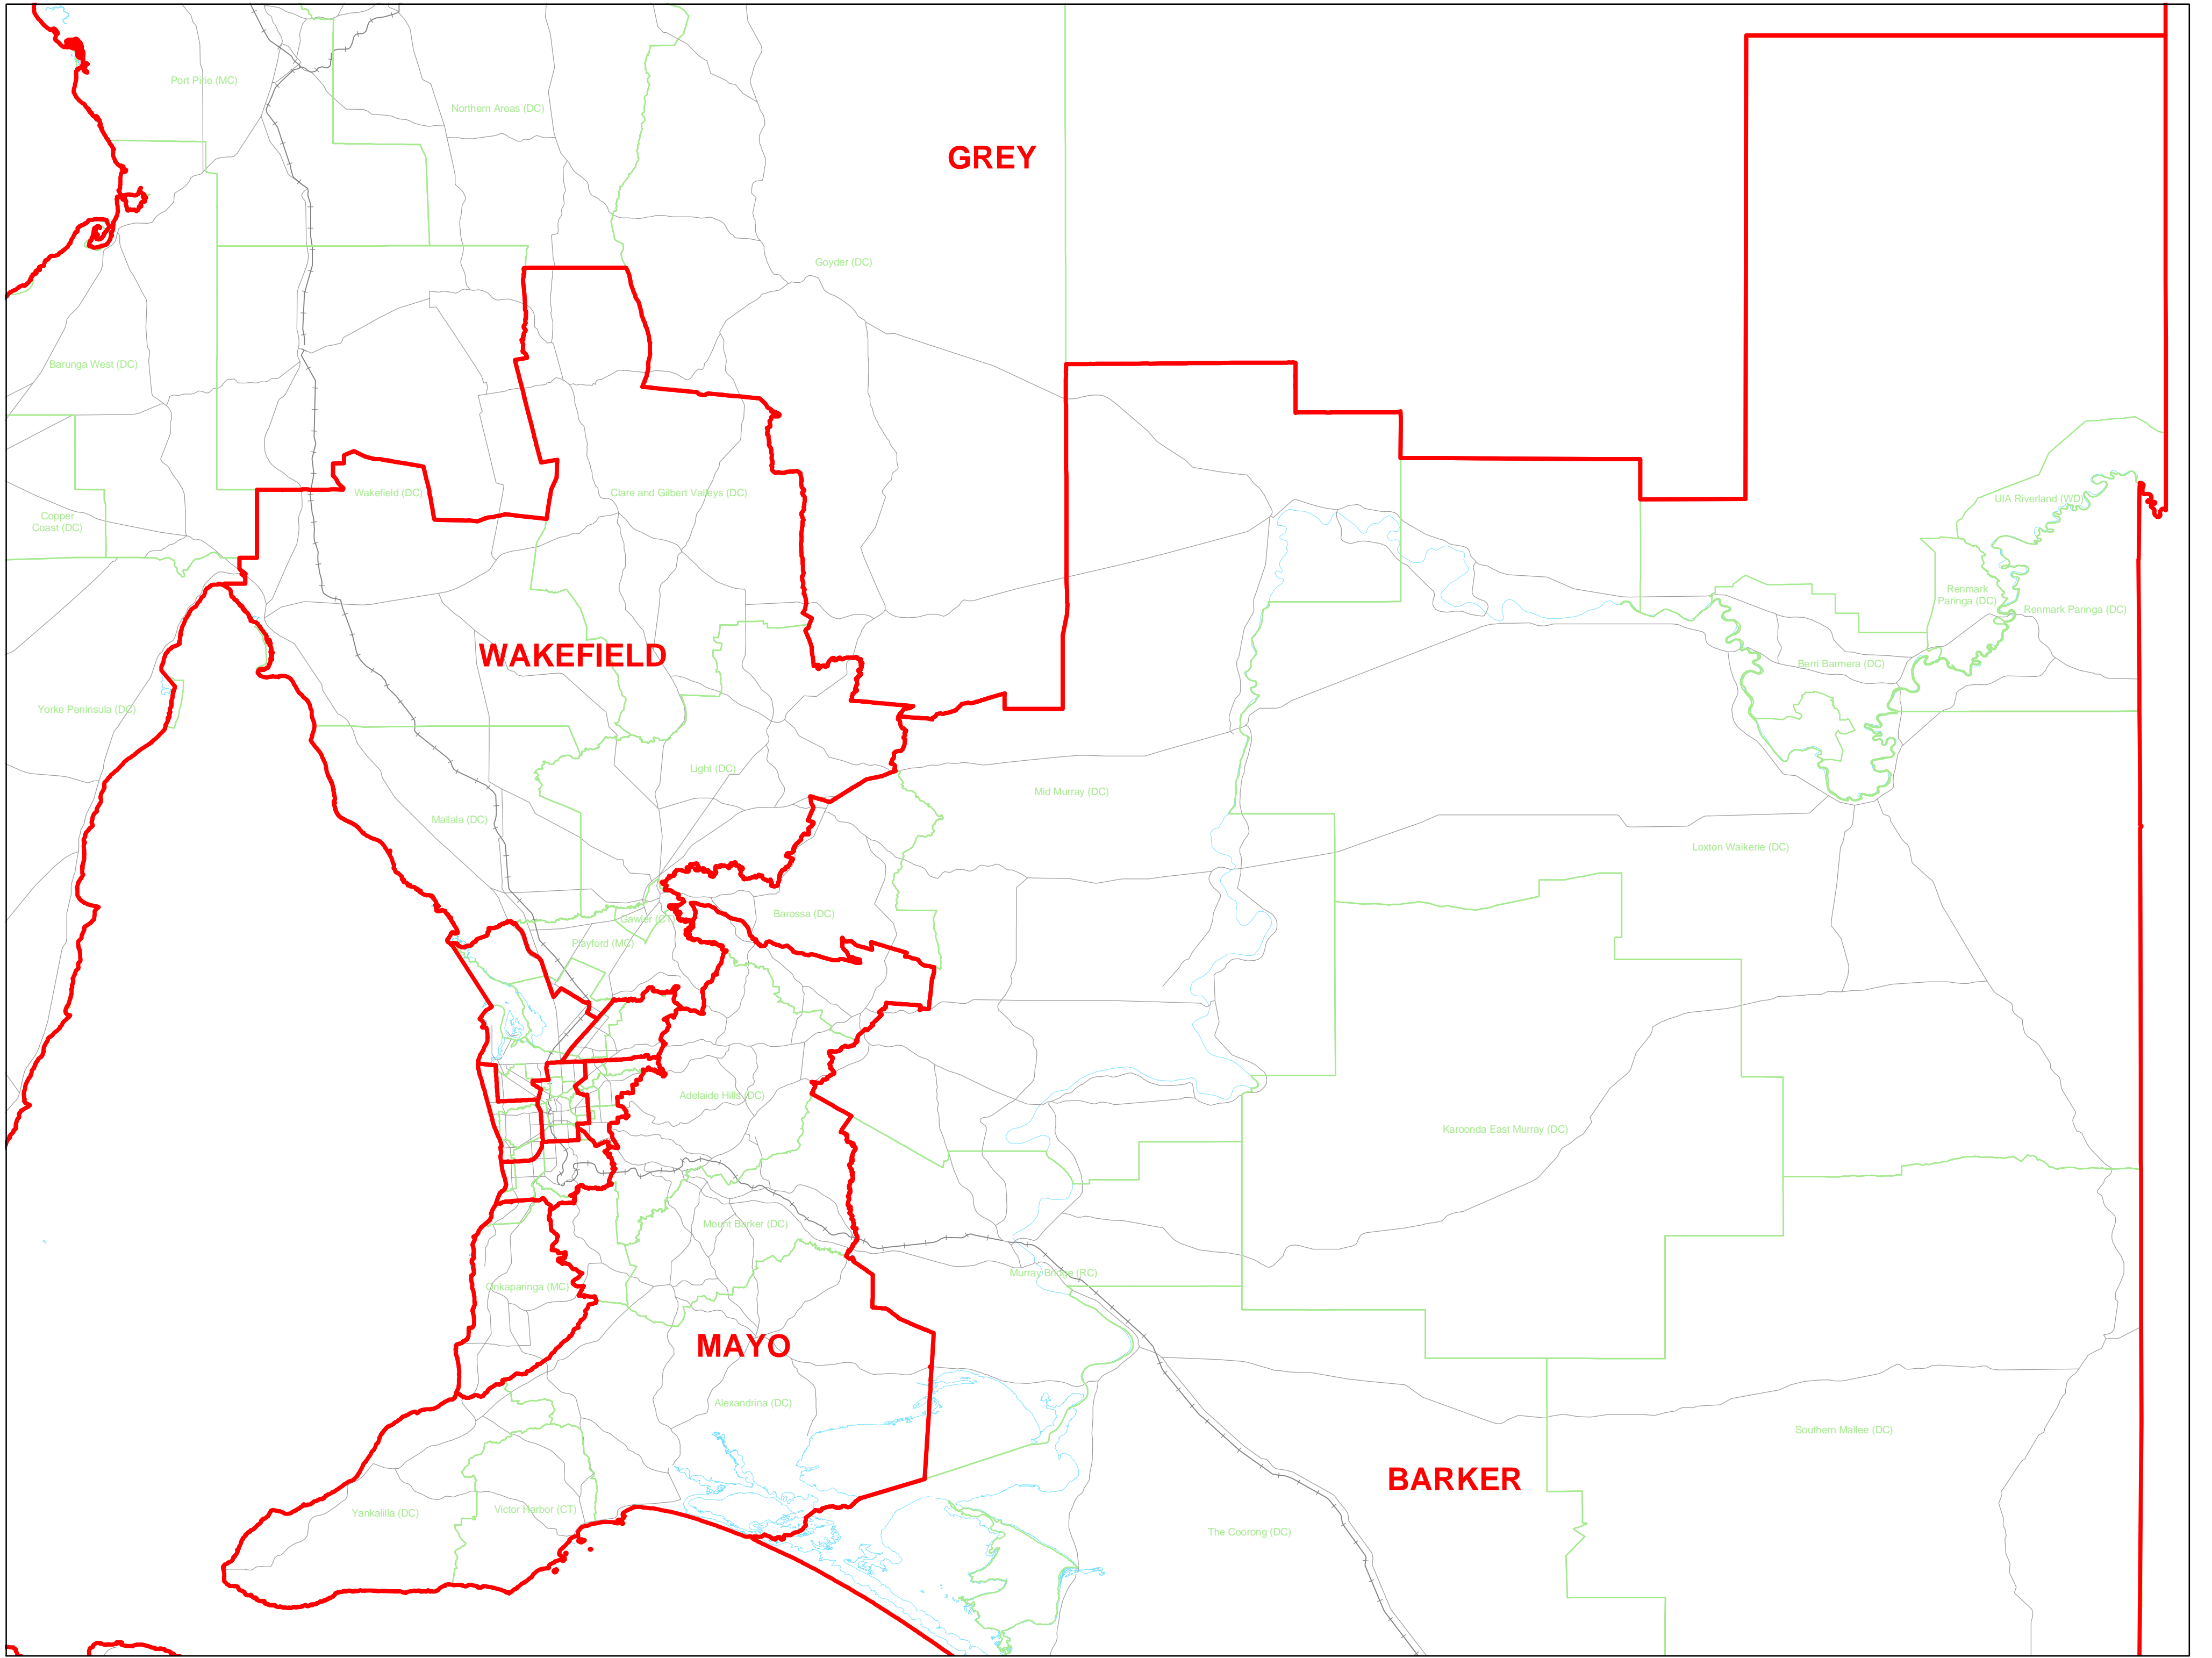 Port Pirie (MC)
Northern Areas (DC)
GREY
Goyder (DC)
Barunga West (DC)
Wakefield (DC)
Clare and Gilbert Valleys (DC)
UIA Riverland (WD)
Copper
Coast (DC)
Renmark
Paringa (DC)
Renmark Paringa (DC)
WAKEFIELD
Berri Barmera (DC)
Yorke Peninsula (DC)
Light (DC)
Mid Murray (DC)
Mallala (DC)
Loxton Waikerie (DC)
Barossa (DC)
Gawler (CT)
Playford (MC)
Adelaide Hills (DC)
Karoonda East Murray (DC)
Mount Barker (DC)
Murray Bridge (RC)
Onkaparinga (MC)
MAYO
Alexandrina (DC)
Southern Mallee (DC)
BARKER
Victor Harbor (CT)
Yankalilla (DC)
The Coorong (DC)